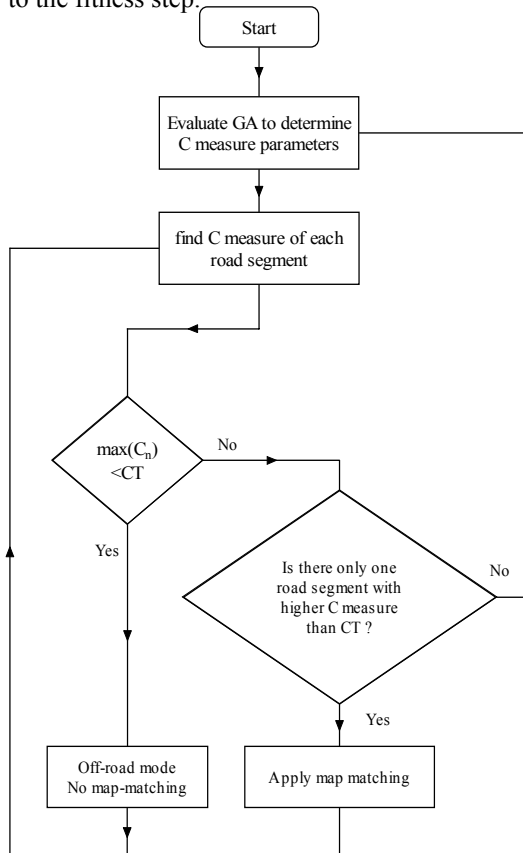 to the fitness step.
Start
Evaluate GA to determine
C measure parameters
find C measure of each
road segment
max(Cₙ)
<CT
No
Yes
Is there only one
road segment with
higher C measure
than CT ?
No
Yes
Off-road mode
No map-matching
Apply map matching